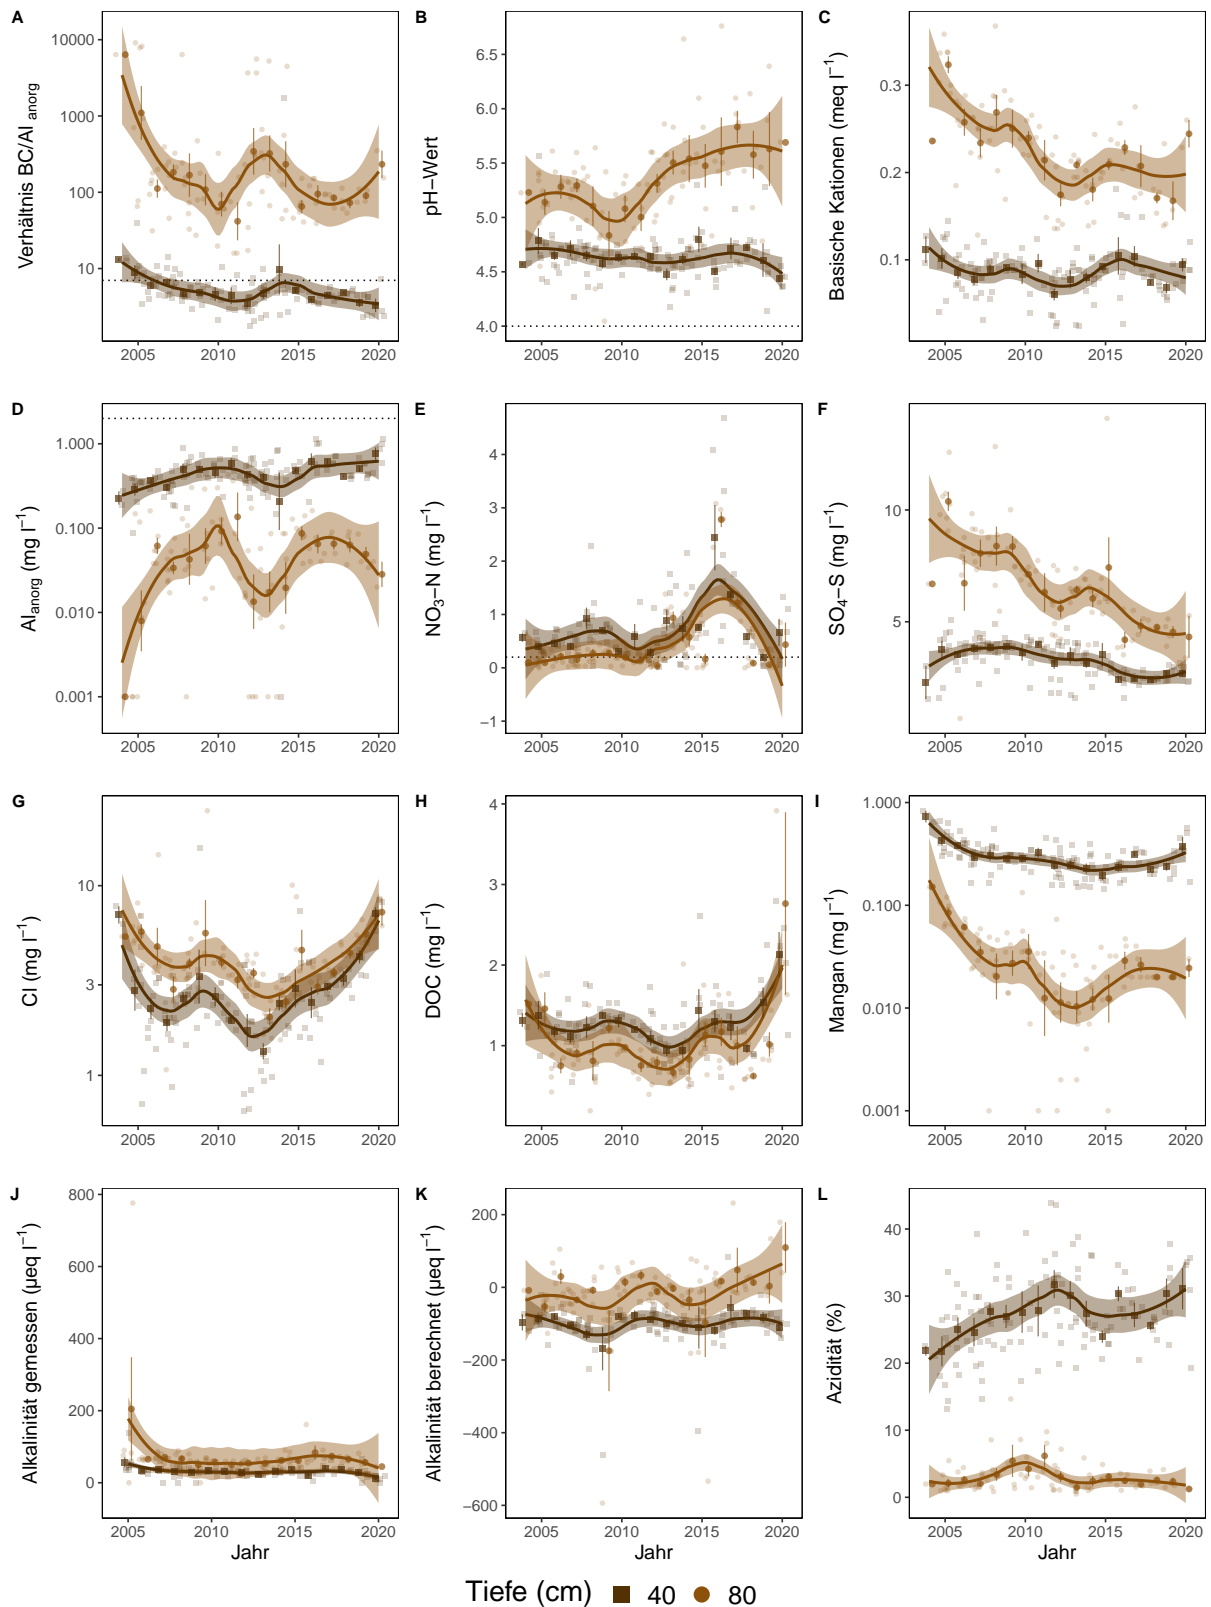 A
Verhältnis BC/Al anorg
10000
1000
100
10
2005 2010 2015 2020
B
pH−Wert
6.5
6.0
5.5
5.0
4.5
4.0
2005 2010 2015 2020
C
Basische Kationen (meq l⁻¹)
0.3
0.2
0.1
2005 2010 2015 2020
D
Al anorg (mg l⁻¹)
1.000
0.100
0.010
0.001
2005 2010 2015 2020
E
NO₃−N (mg l⁻¹)
4
3
2
1
0
−1
2005 2010 2015 2020
F
SO₄−S (mg l⁻¹)
10
5
2005 2010 2015 2020
G
Cl (mg l⁻¹)
10
3
1
2005 2010 2015 2020
H
DOC (mg l⁻¹)
4
3
2
1
2005 2010 2015 2020
I
Mangan (mg l⁻¹)
1.000
0.100
0.010
0.001
2005 2010 2015 2020
J
Alkalinität gemessen (µeq l⁻¹)
800
600
400
200
0
2005 2010 2015 2020
Jahr
K
Alkalinität berechnet (µeq l⁻¹)
200
0
−200
−400
−600
2005 2010 2015 2020
Jahr
L
Azidität (%)
40
30
20
10
0
2005 2010 2015 2020
Jahr
Tiefe (cm) 40 80